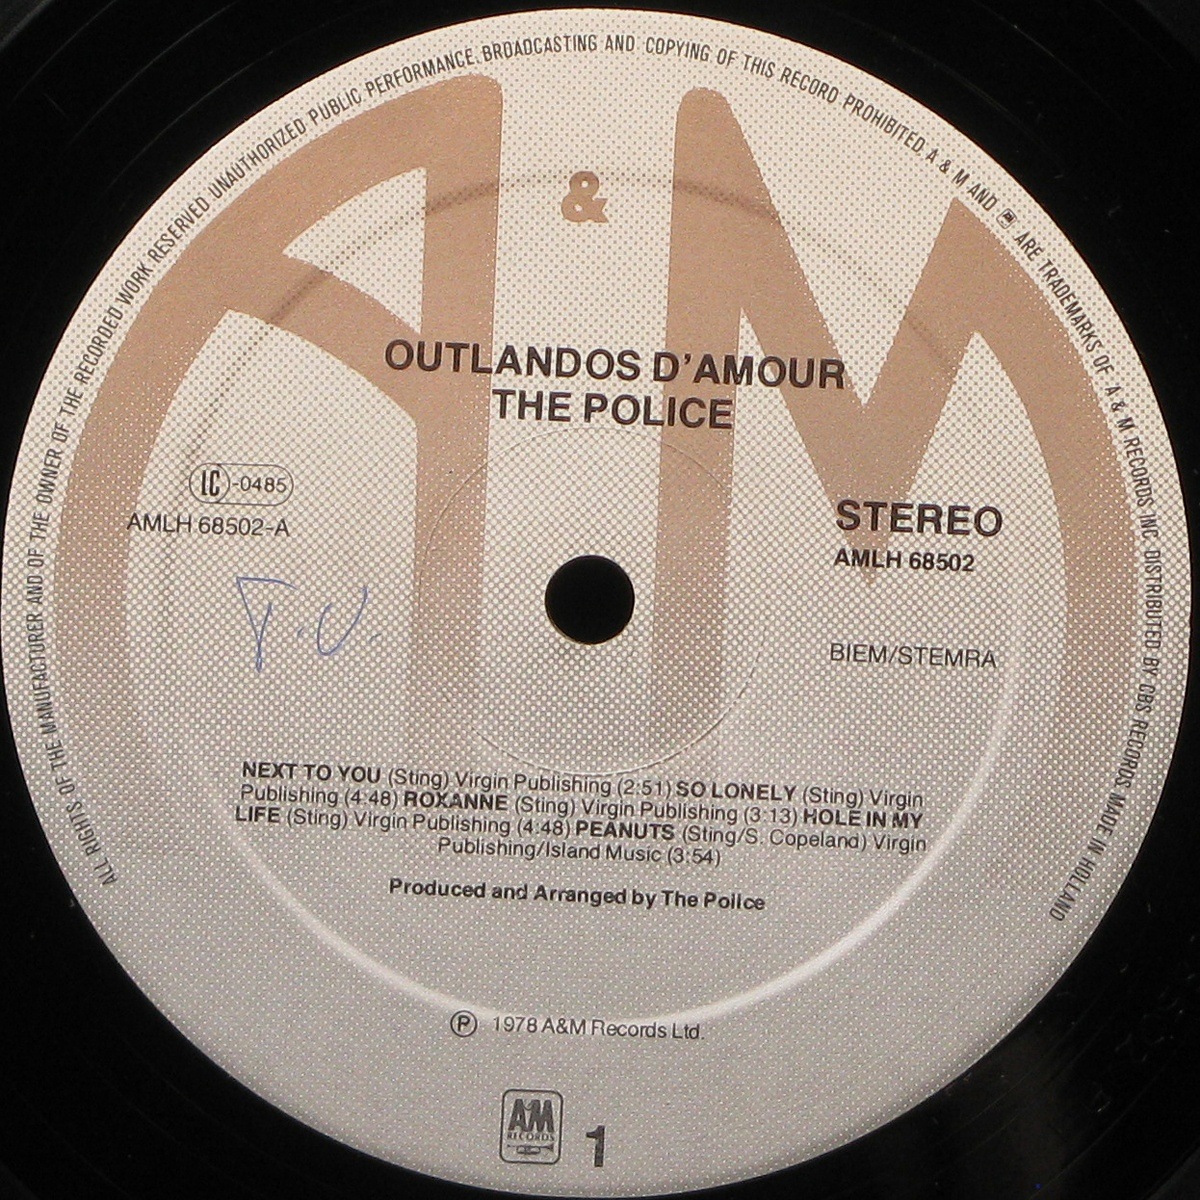 ALL RIGHTS OF THE MANUFACTURER AND OF THE OWNER OF THE RECORDED WORK RESERVED UNAUTHORIZED PUBLIC PERFORMANCE. BROADCASTING AND COPYING OF THIS RECORD PROHIBITED. A & M AND ARE TRADEMARKS OF A & M RECORDS INC. DISTRIBUTED BY CBS RECORDS MADE IN HOLLAND
A & M
OUTLANDOS D'AMOUR
THE POLICE
LC -0485
AMLH 68502-A
STEREO
AMLH 68502
T.U.
BIEM/STEMRA
NEXT TO YOU (Sting) Virgin Publishing (2:51) SO LONELY (Sting) Virgin
Publishing (4:48) ROXANNE (Sting) Virgin Publishing (3:13) HOLE IN MY
LIFE (Sting) Virgin Publishing (4:48) PEANUTS (Sting/S. Copeland) Virgin
Publishing/Island Music (3:54)
Produced and Arranged by The Police
Ⓟ 1978 A&M Records Ltd.
A&M
RECORDS
1